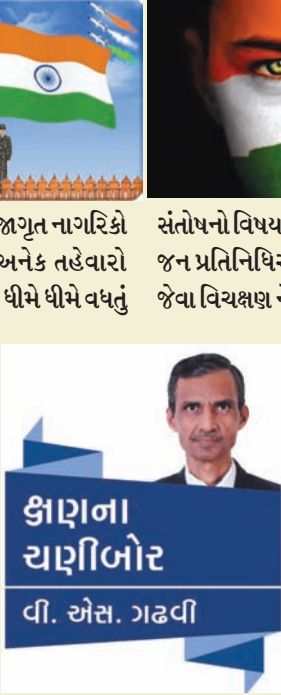 જાગૃત નાગરિકો
અનેક તહેવારો
ધીમે ધીમે વધતું
સંતોષનો વિષય
જન પ્રતિનિધિ
જેવા વિચક્ષણ
ક્ષણના
ચણીબોર
વી. એસ. ગઢવી